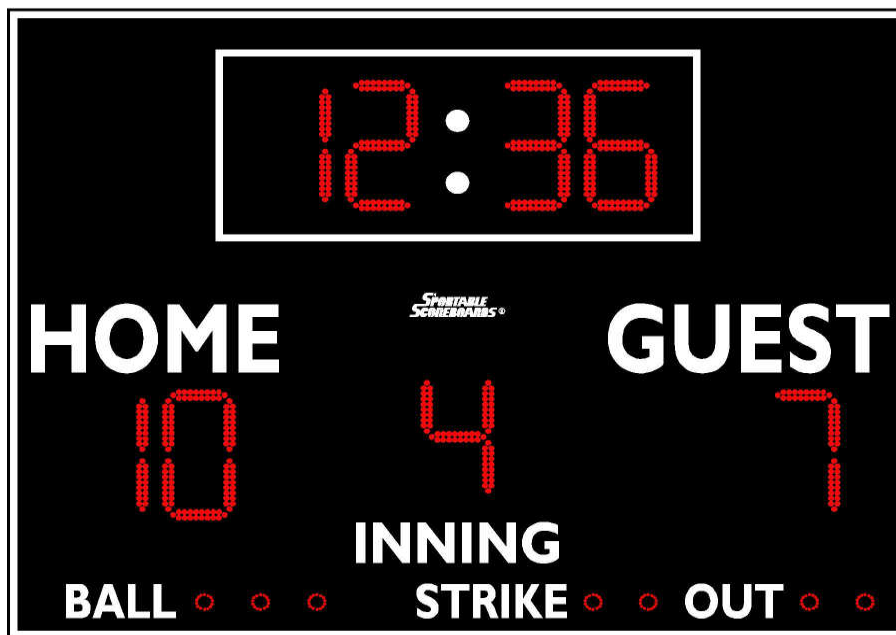 12:36
HOME
SPORTABLE
SCOREBOARDS®
GUEST
10
4
7
INNING
BALL STRIKE OUT